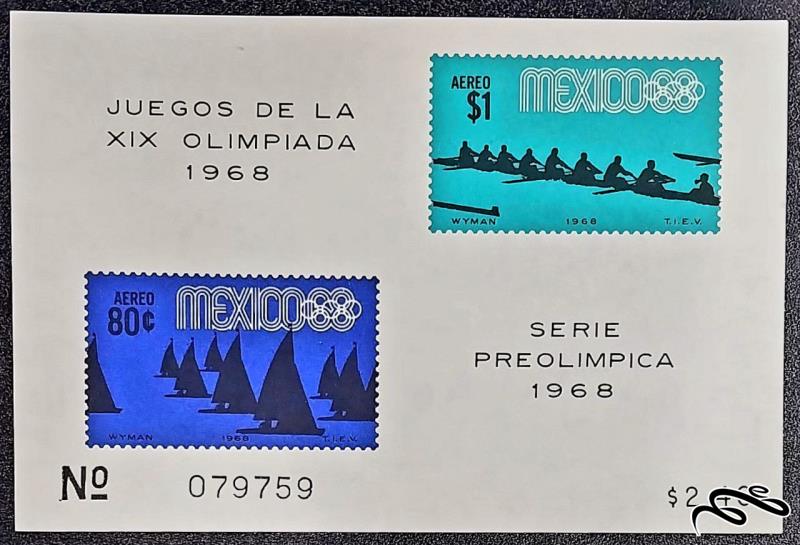 JUEGOS DE LA
XIX OLIMPIADA
1968
AEREO
$1
MEXICO68
WYMAN 1968 T.I.E.V.
AEREO
80¢
MEXICO68
WYMAN 1968 T.I.E.V.
SERIE
PREOLIMPICA
1968
Nº 079759